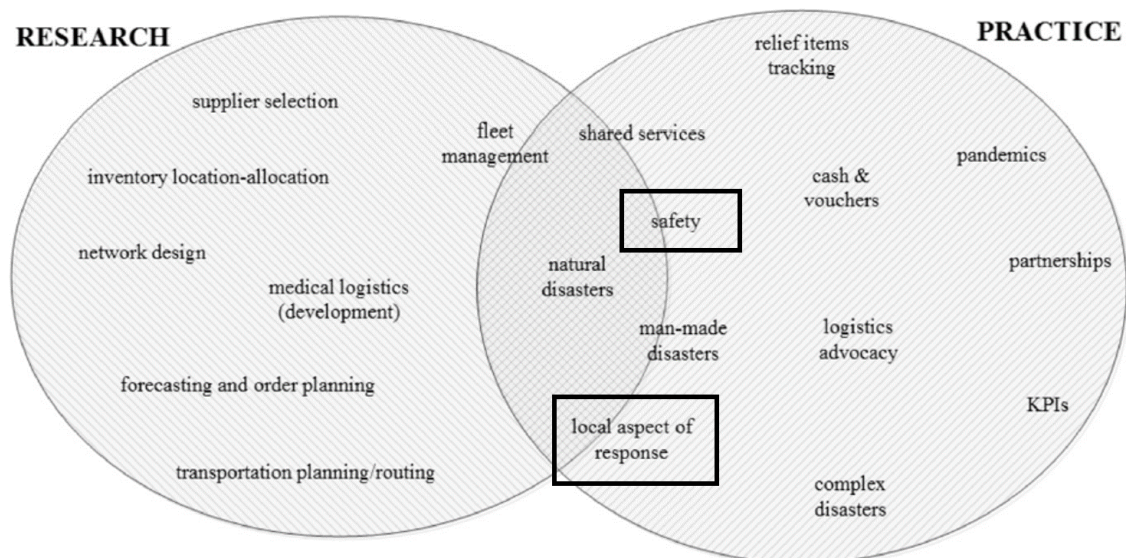 RESEARCH
PRACTICE
relief items
tracking
supplier selection
fleet
management
shared services
pandemics
inventory location-allocation
cash &
vouchers
safety
network design
natural
disasters
partnerships
medical logistics
(development)
man-made
disasters
logistics
advocacy
forecasting and order planning
KPIs
local aspect of
response
transportation planning/routing
complex
disasters